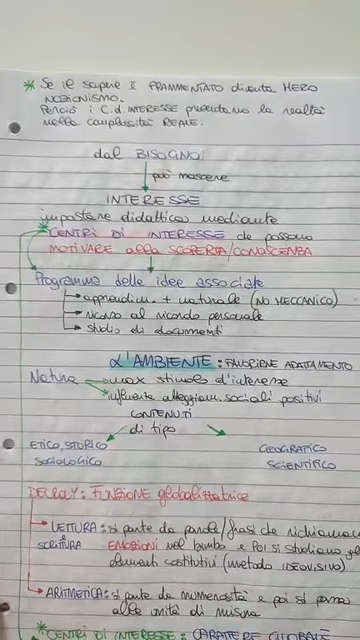 * Se il sapere È FRAMMENTATO diventa MERO
NOZIONISMO.
Perciò i C.d. INTERESSE presentano la realtà
nella complessità REALE.
dal BISOGNO
può nascere
INTERESSE
impostare didattica mediante
*CENTRI DI INTERESSE che possono
MOTIVARE alla SCOPERTA/CONOSCENZA
Programma delle idee associate
apprendim. + naturale (NO MECCANICO)
ricorso al ricordo personale
studio di documenti
L'AMBIENTE: FAVORISCE ADATTAMENTO
Natura max stimolo d'interesse
influente atteggiam. sociali positivi
CONTENUTI
di tipo
ETICO, STORICO GEOGRAFICO
SOCIOLOGICO SCIENTIFICO
DECROLY: FUNZIONE globalizzatrice
LETTURA: si parte da parole/frasi che richiamano
e
SCRITTURA EMOZIONI nel bimbo e POI si studiano gli
elementi costitutivi (metodo IDEOVISIVO)
ARITMETICA: si parte da numerosità e poi si passa
alle unità di misura
*CENTRI DI INTERESSE: CARATTERE GLOBALE